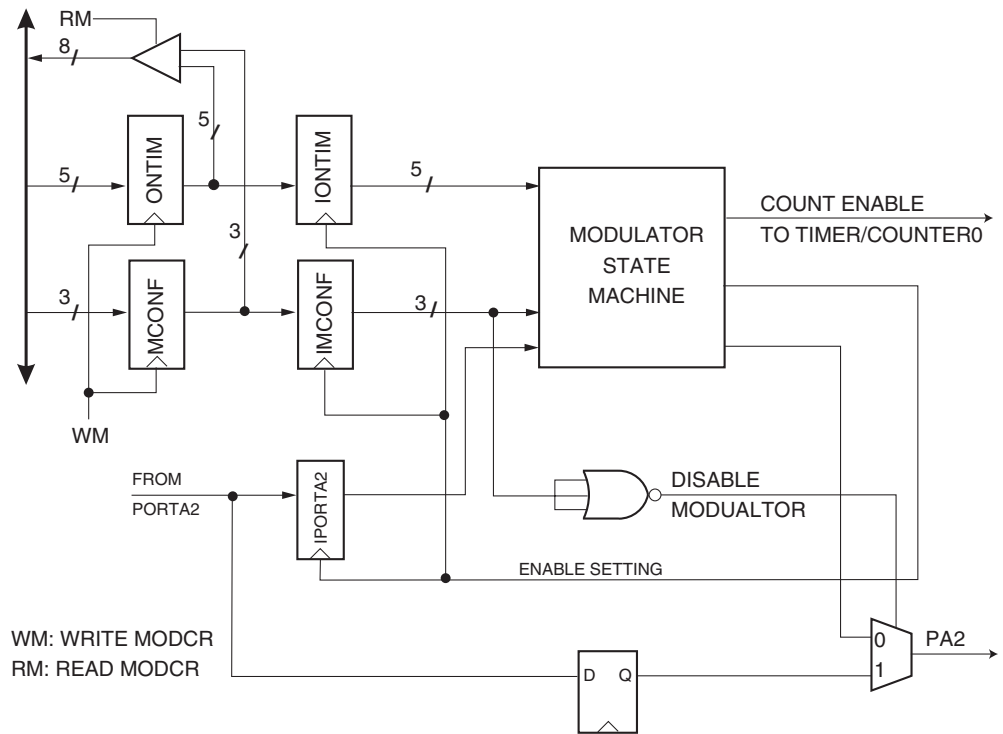 RM
8
5
ONTIM
5
IONTIM
5
3
MCONF
3
IMCONF
3
WM
MODULATOR
STATE
MACHINE
COUNT ENABLE
TO TIMER/COUNTER0
FROM
PORTA2
IPORTA2
DISABLE
MODUALTOR
ENABLE SETTING
WM: WRITE MODCR
RM: READ MODCR
D Q
0
1
PA2